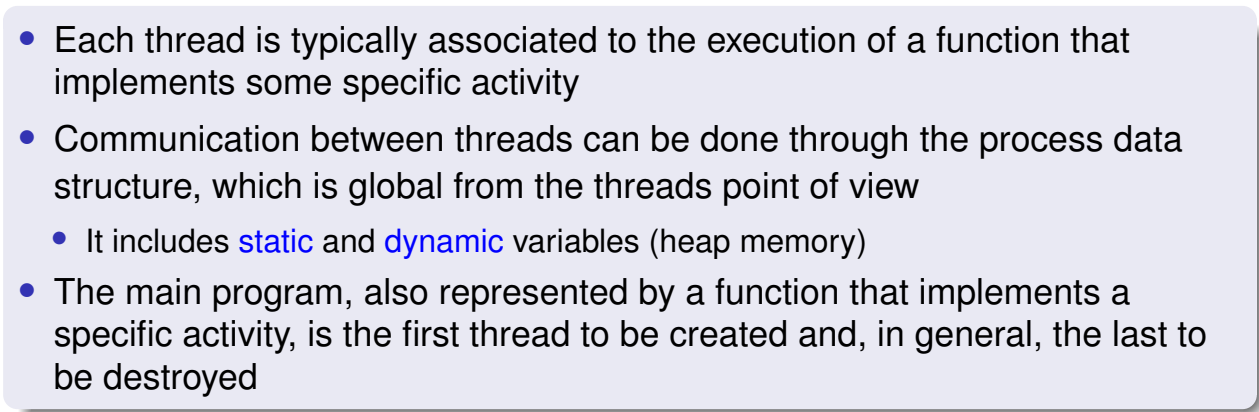 • Each thread is typically associated to the execution of a function that
implements some specific activity
• Communication between threads can be done through the process data
structure, which is global from the threads point of view
• It includes static and dynamic variables (heap memory)
• The main program, also represented by a function that implements a
specific activity, is the first thread to be created and, in general, the last to
be destroyed